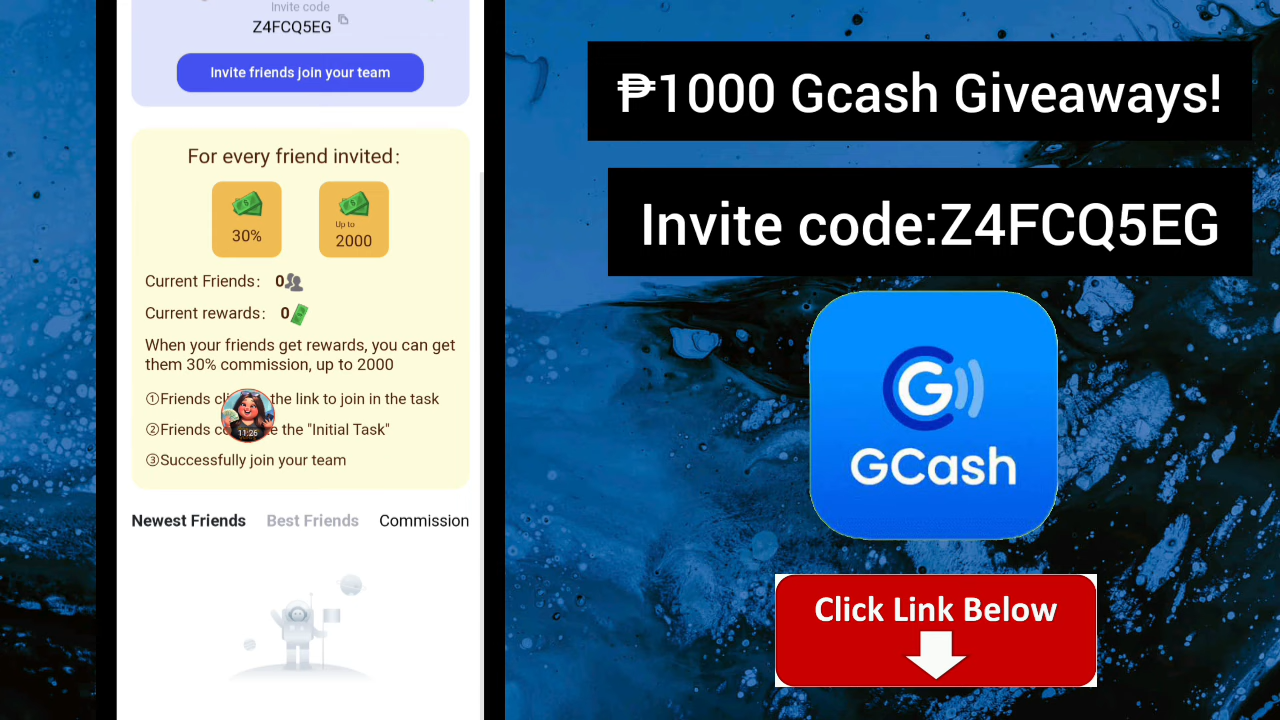 Invite code
Z4FCQ5EG
Invite friends join your team
For every friend invited:
30%
Up to
2000
Current Friends: 0
Current rewards: 0
When your friends get rewards, you can get
them 30% commission, up to 2000
①Friends the link to join in the task
②Friends the "Initial Task"
11:26
③Successfully join your team
Newest Friends Best Friends Commission
₱1000 Gcash Giveaways!
Invite code:Z4FCQ5EG
G
GCash
Click Link Below